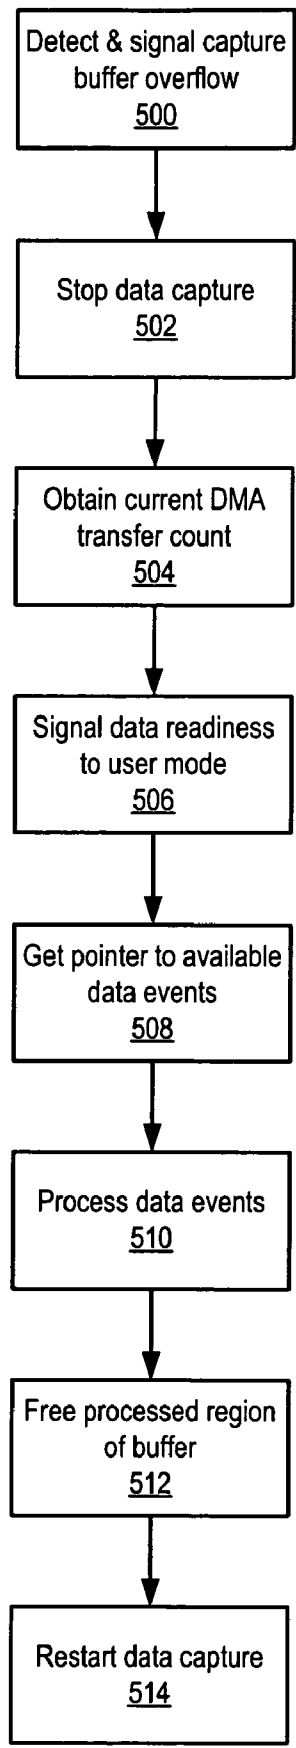 Detect & signal capture
buffer overflow
500
Stop data capture
502
Obtain current DMA
transfer count
504
Signal data readiness
to user mode
506
Get pointer to available
data events
508
Process data events
510
Free processed region
of buffer
512
Restart data capture
514